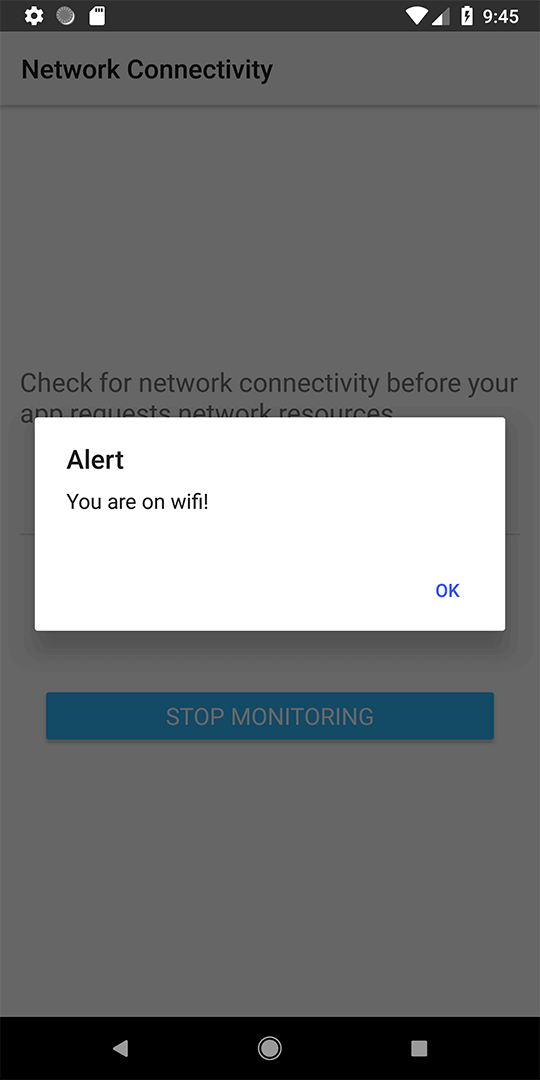 9:45
Network Connectivity
Check for network connectivity before your
app requests network resources
Alert
You are on wifi!
OK
STOP MONITORING